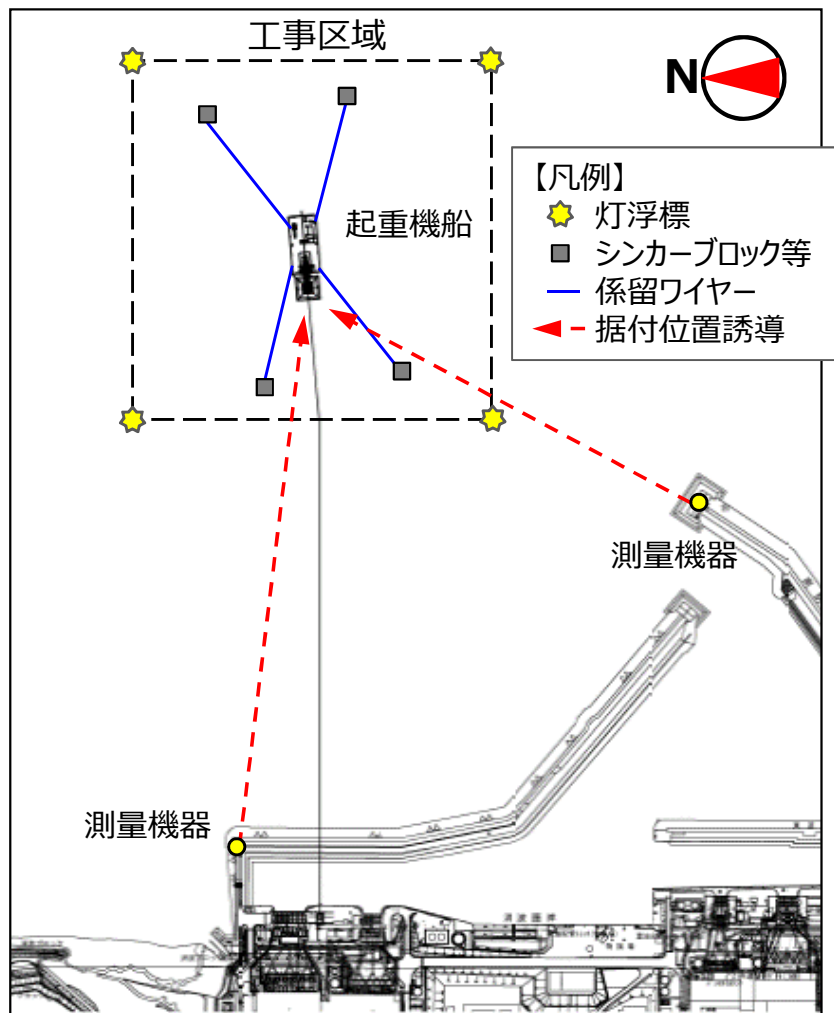 工事区域
N
【凡例】
灯浮標
シンカーブロック等
係留ワイヤー
据付位置誘導
起重機船
測量機器
測量機器